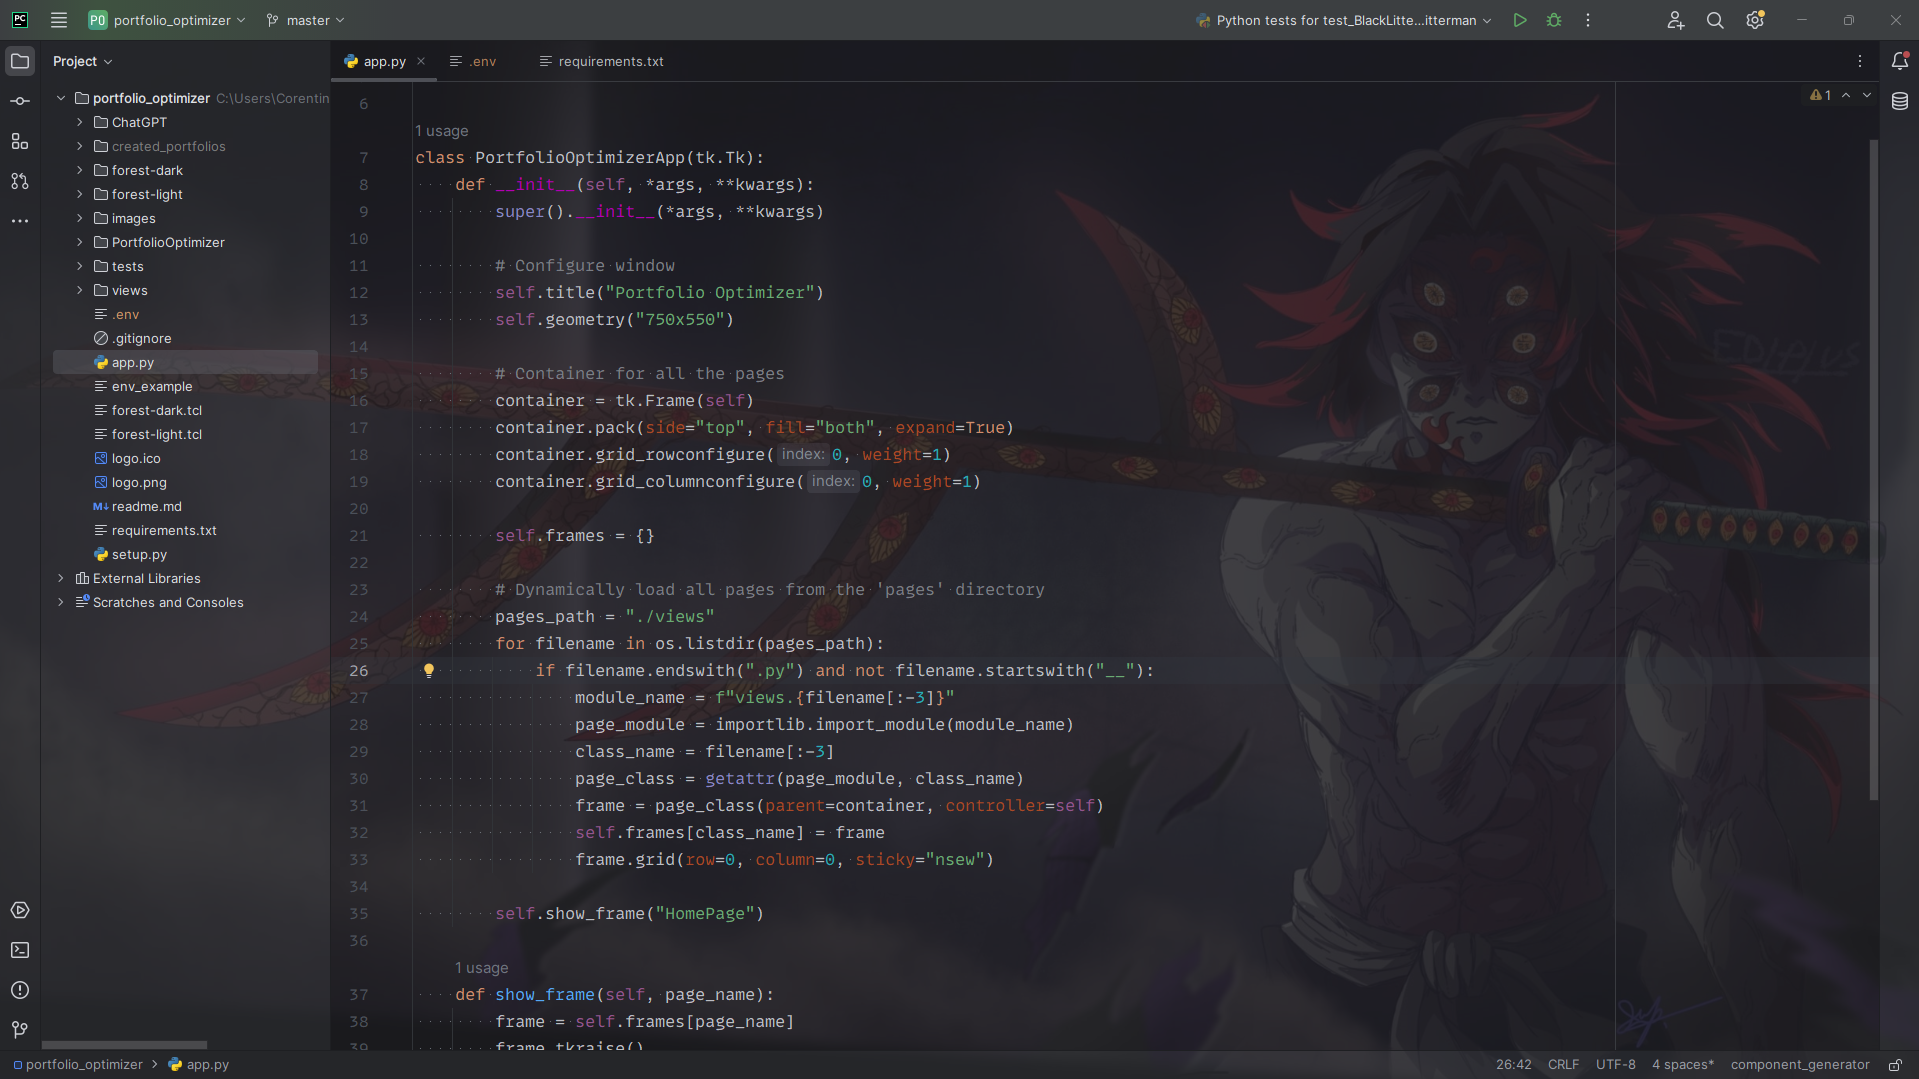 PC
PO portfolio_optimizer
master
Python tests for test_BlackLitte...itterman
Project
app.py
.env
requirements.txt
portfolio_optimizer C:\Users\Corentin
ChatGPT
created_portfolios
forest-dark
forest-light
images
PortfolioOptimizer
tests
views
.env
.gitignore
app.py
env_example
forest-dark.tcl
forest-light.tcl
logo.ico
logo.png
M↓ readme.md
requirements.txt
setup.py
External Libraries
Scratches and Consoles
1
6
1 usage
7 class PortfolioOptimizerApp(tk.Tk):
8 def __init__(self, *args, **kwargs):
9 super().__init__(*args, **kwargs)
10
11 # Configure window
12 self.title("Portfolio Optimizer")
13 self.geometry("750x550")
14
15 # Container for all the pages
16 container = tk.Frame(self)
17 container.pack(side="top", fill="both", expand=True)
18 container.grid_rowconfigure( index: 0, weight=1)
19 container.grid_columnconfigure( index: 0, weight=1)
20
21 self.frames = {}
22
23 # Dynamically load all pages from the 'pages' directory
24 pages_path = "./views"
25 for filename in os.listdir(pages_path):
26 if filename.endswith(".py") and not filename.startswith("__"):
27 module_name = f"views.{filename[:-3]}"
28 page_module = importlib.import_module(module_name)
29 class_name = filename[:-3]
30 page_class = getattr(page_module, class_name)
31 frame = page_class(parent=container, controller=self)
32 self.frames[class_name] = frame
33 frame.grid(row=0, column=0, sticky="nsew")
34
35 self.show_frame("HomePage")
36
1 usage
37 def show_frame(self, page_name):
38 frame = self.frames[page_name]
39 frame.tkraise()
portfolio_optimizer
app.py
26:42
CRLF
UTF-8
4 spaces*
component_generator